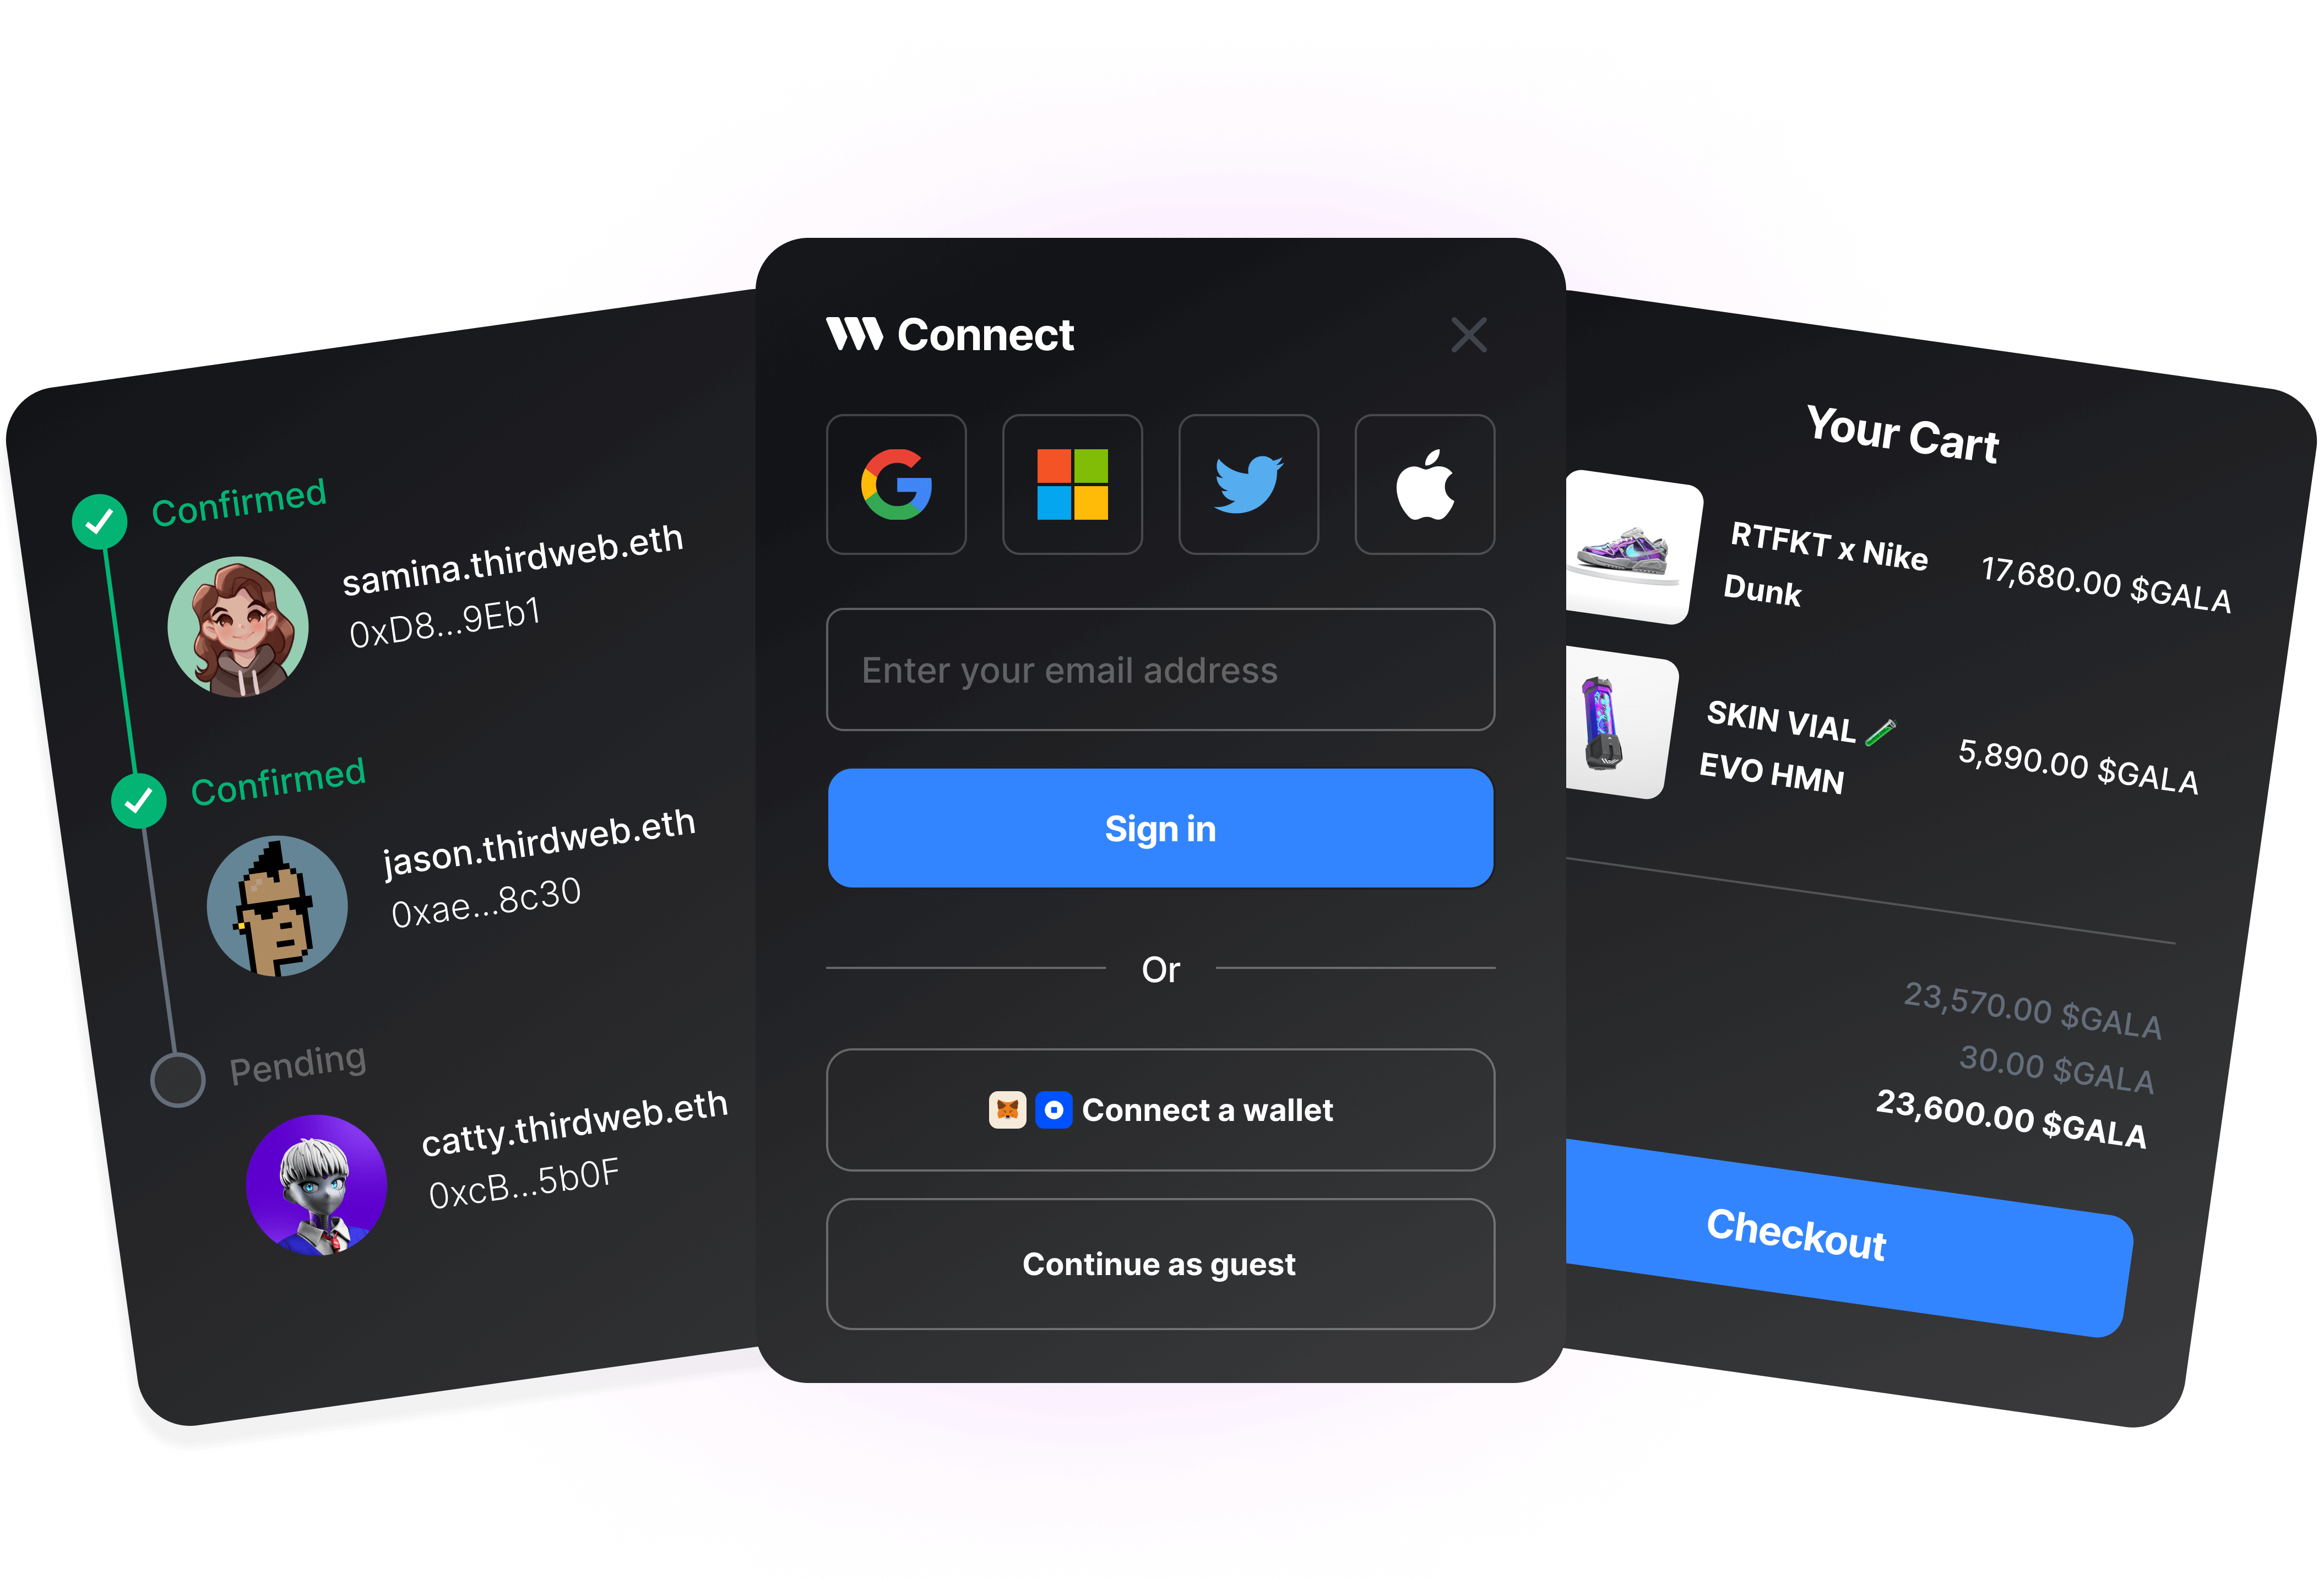 Confirmed
samina.thirdweb.eth
0xD8...9Eb1
Confirmed
jason.thirdweb.eth
0xae...8c30
Pending
catty.thirdweb.eth
0xcB...5b0F
Connect
Enter your email address
Sign in
Or
Connect a wallet
Continue as guest
Your Cart
RTFKT x Nike
Dunk
17,680.00 $GALA
SKIN VIAL
EVO HMN
5,890.00 $GALA
23,570.00 $GALA
30.00 $GALA
23,600.00 $GALA
Checkout